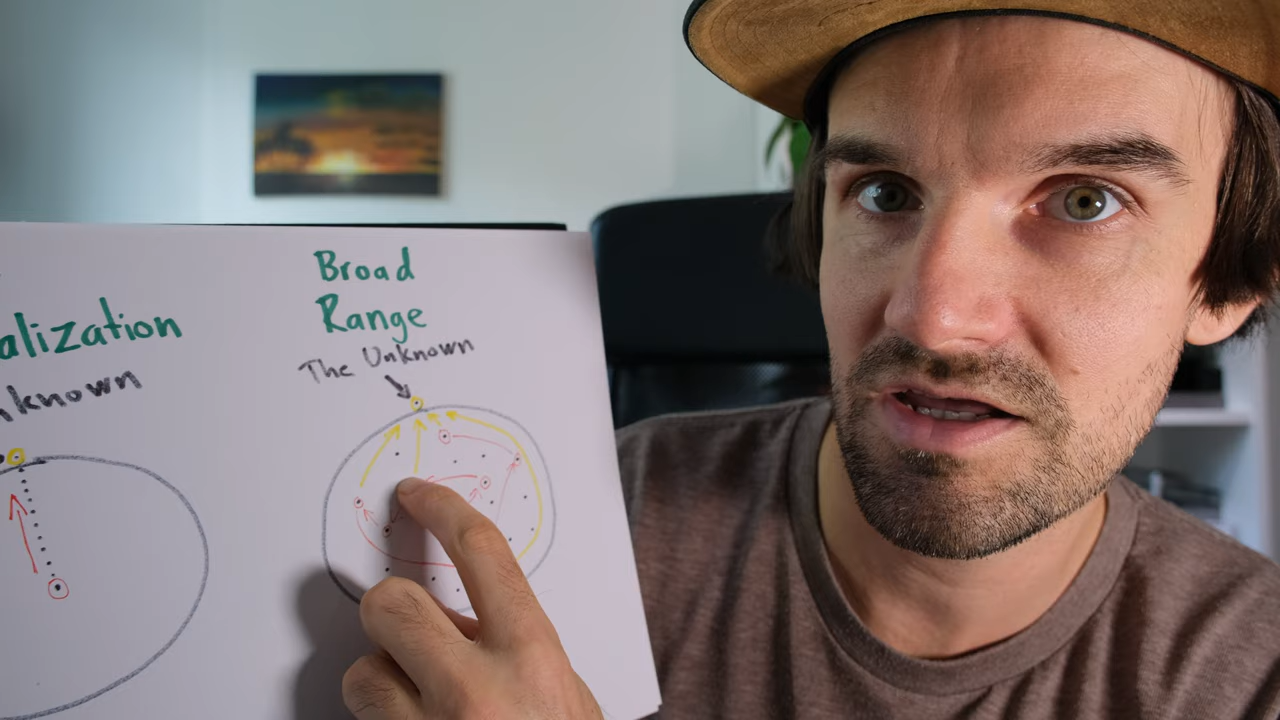 alization
nknown
Broad
Range
The Unknown